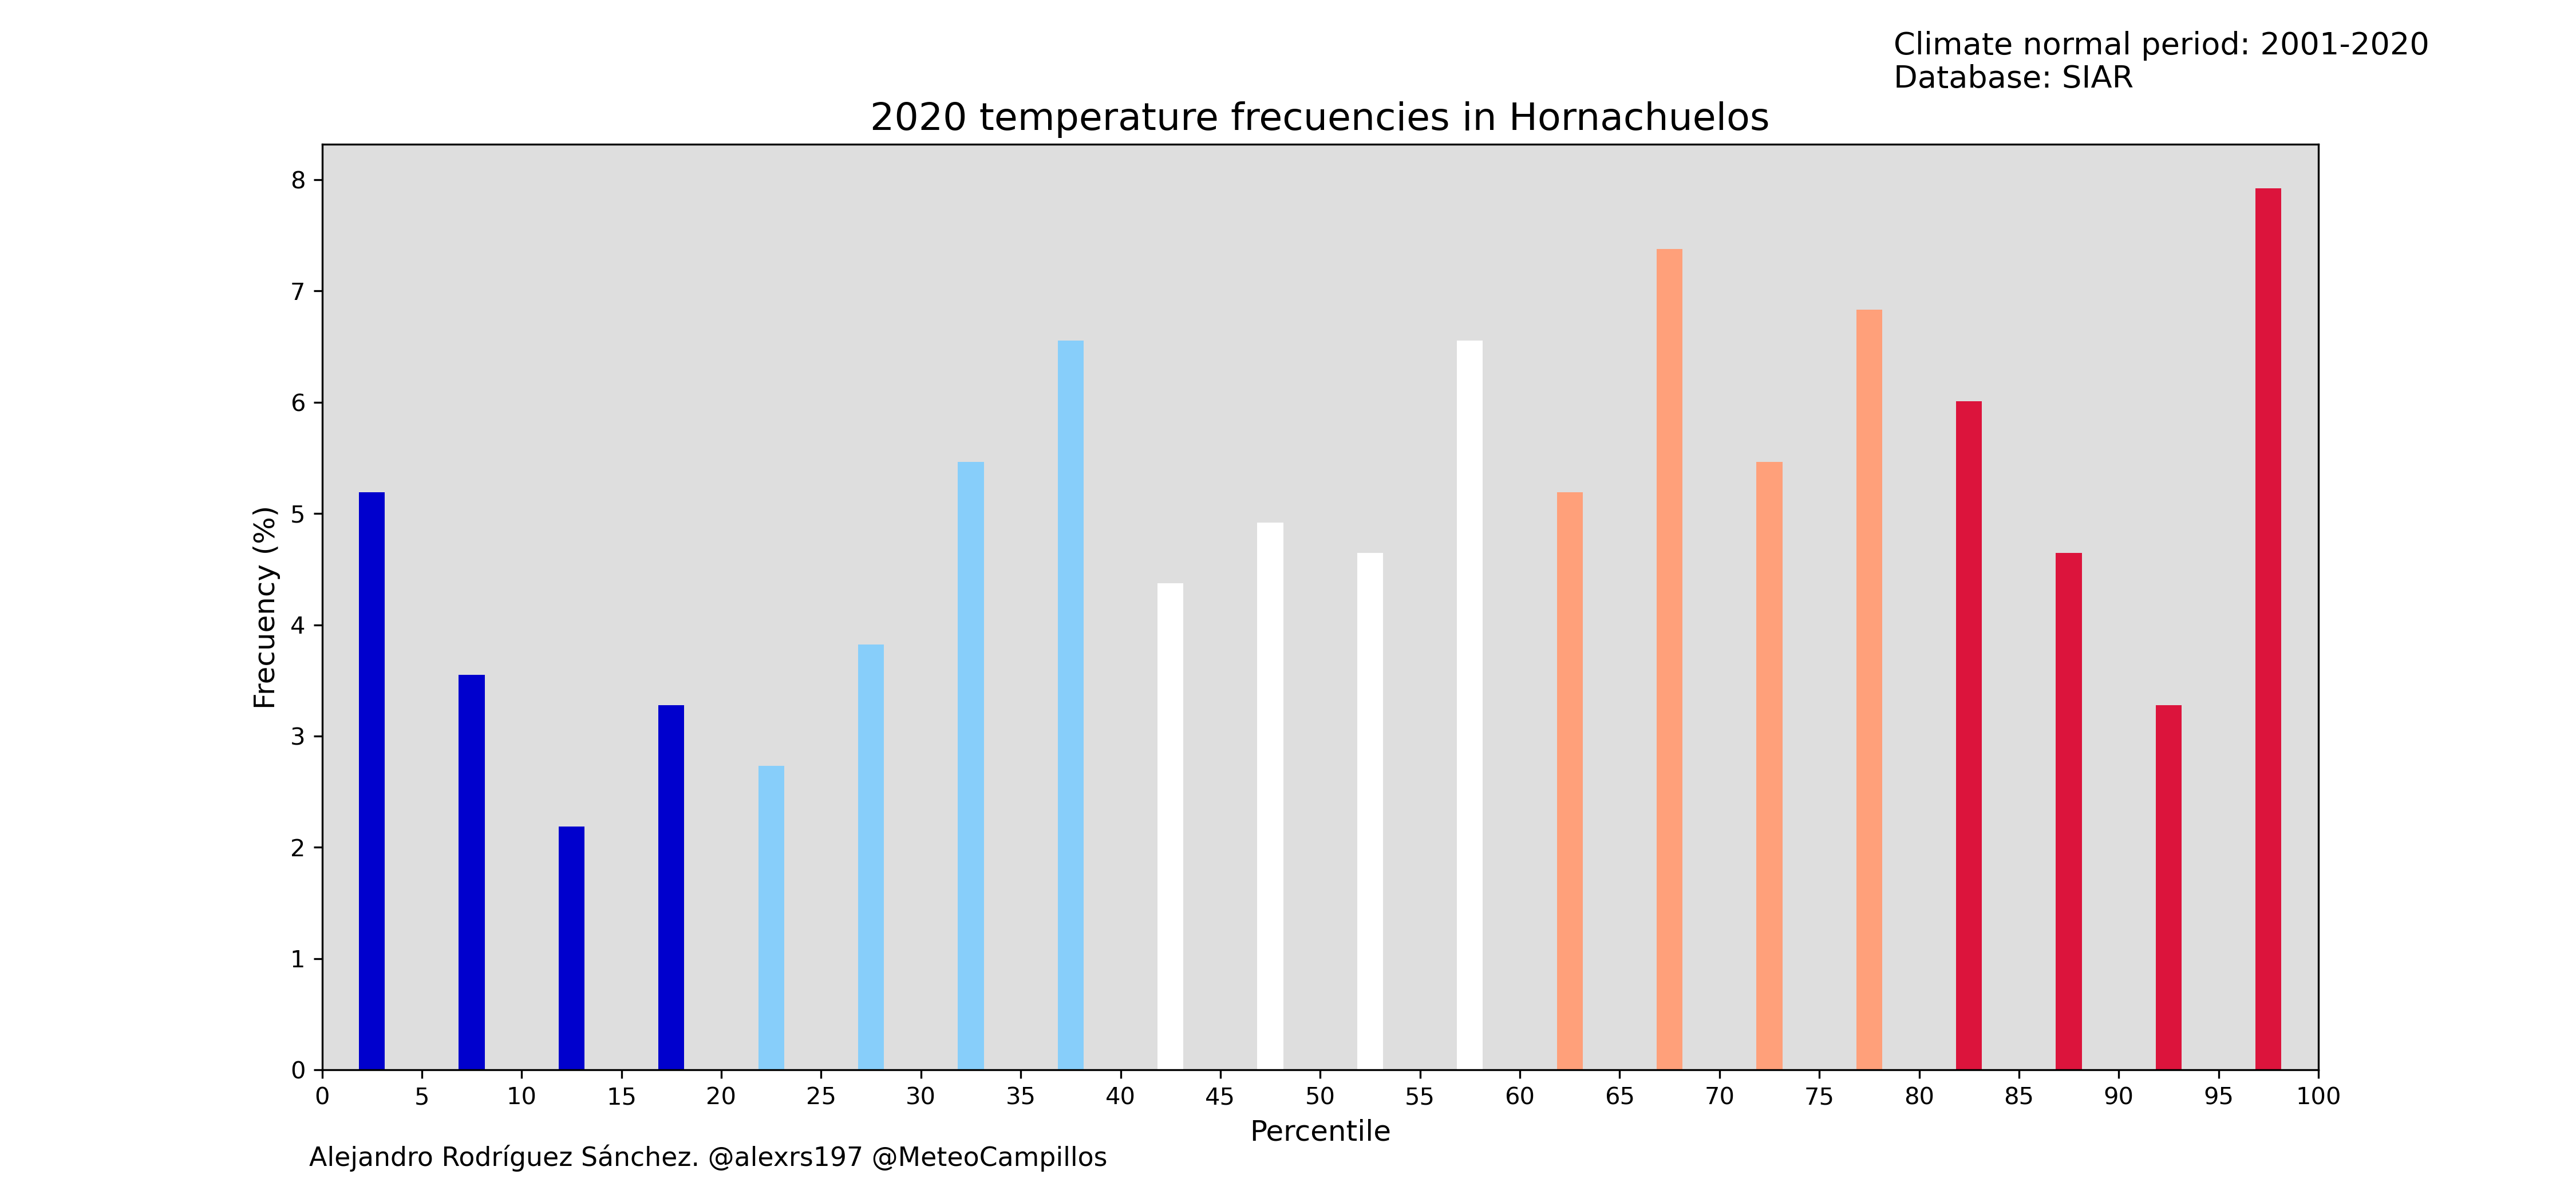 Climate normal period: 2001-2020
Database: SIAR
2020 temperature frecuencies in Hornachuelos
8
7
6
5
4
3
2
1
0
Frecuency (%)
0 5 10 15 20 25 30 35 40 45 50 55 60 65 70 75 80 85 90 95 100
Percentile
Alejandro Rodríguez Sánchez. @alexrs197 @MeteoCampillos